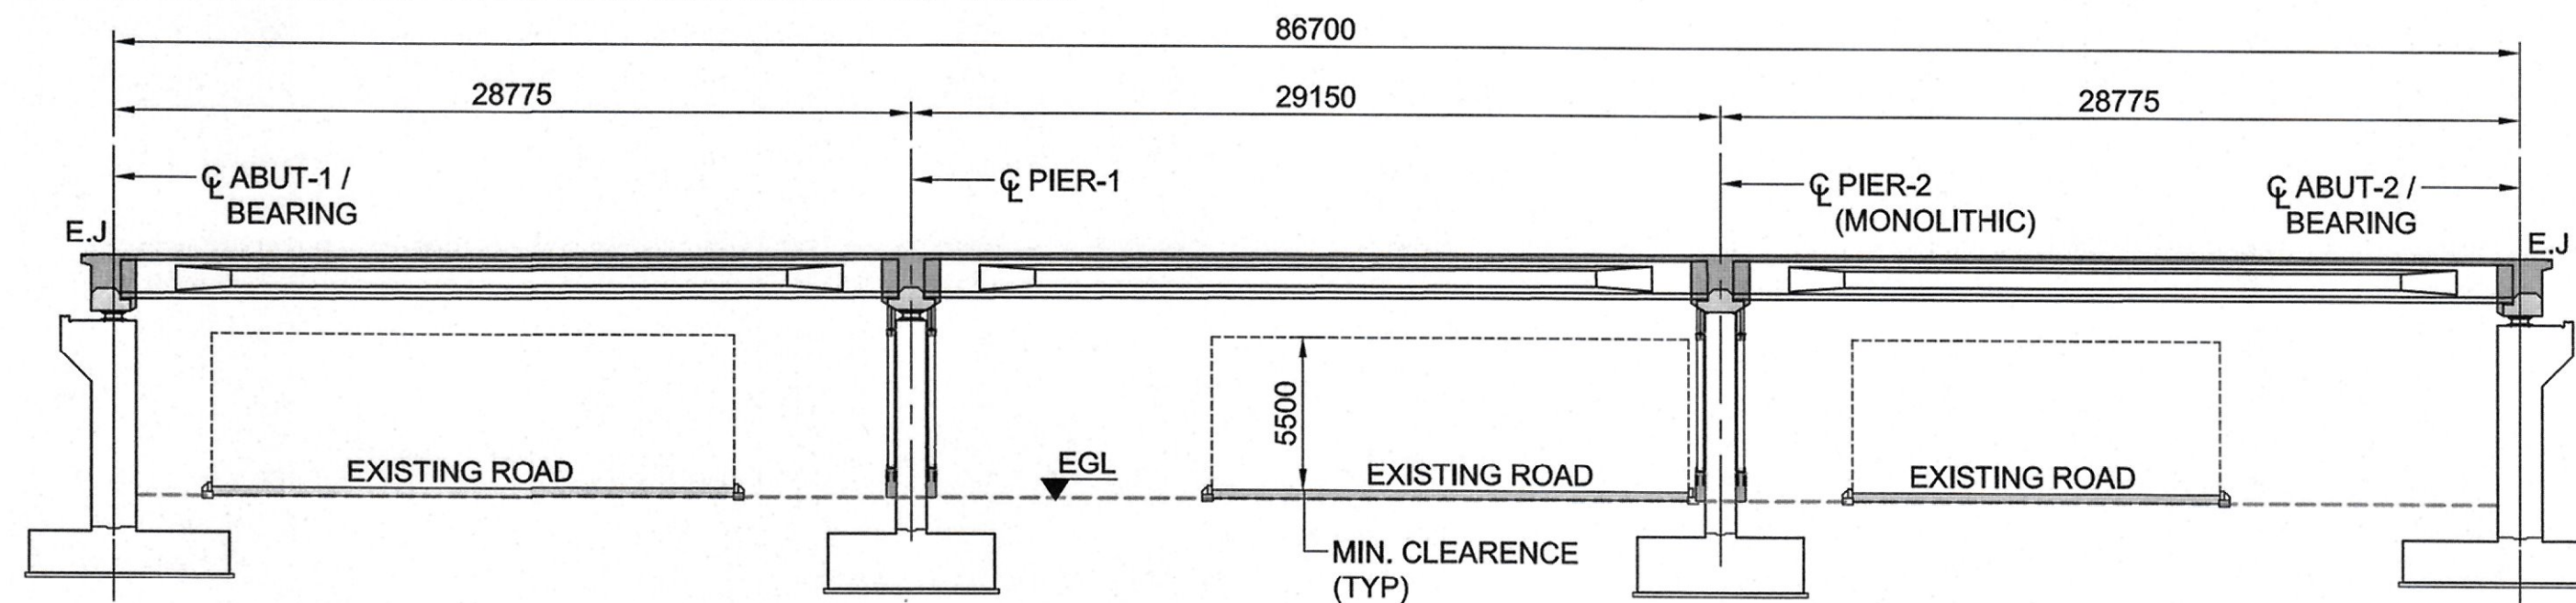 86700
28775
29150
28775
℄ ABUT-1 /
BEARING
℄ PIER-1
℄ PIER-2
(MONOLITHIC)
℄ ABUT-2 /
BEARING
E.J
E.J
5500
EXISTING ROAD
EGL
EXISTING ROAD
EXISTING ROAD
MIN. CLEARENCE
(TYP)